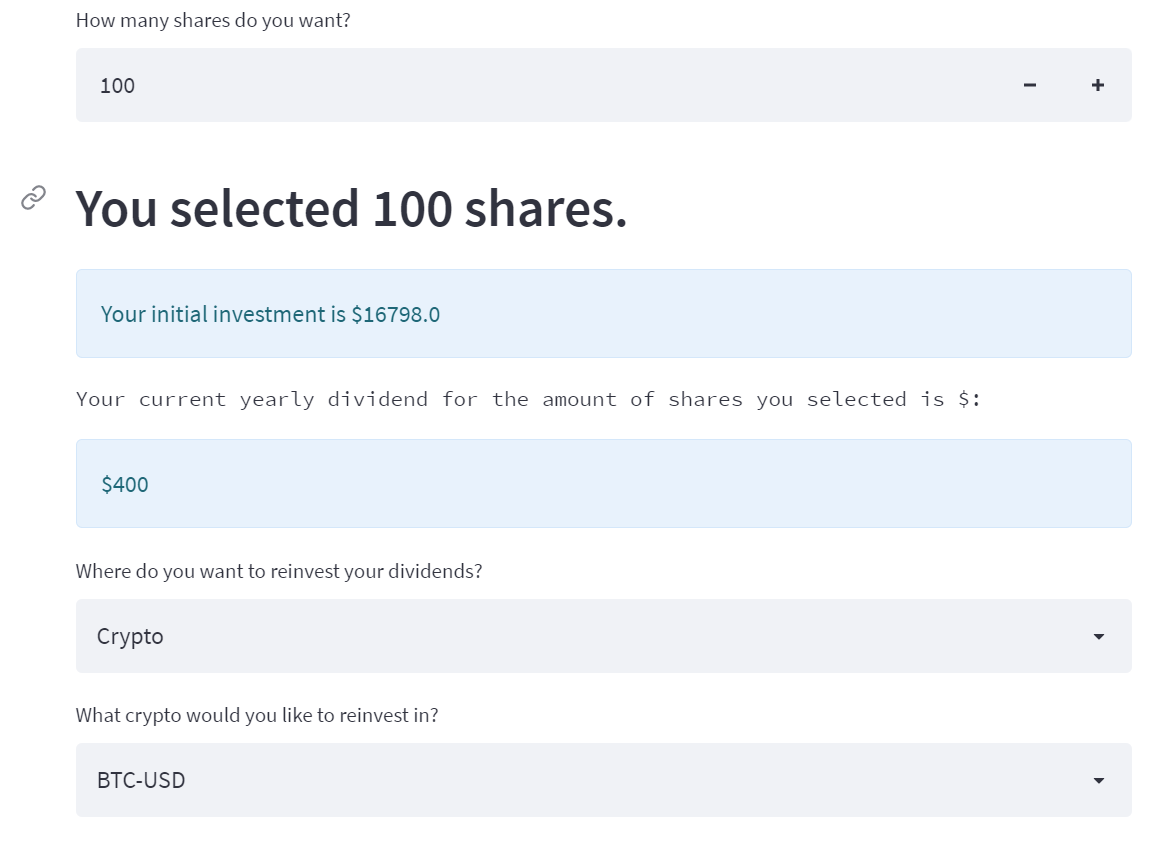 How many shares do you want?
100
You selected 100 shares.
Your initial investment is $16798.0
Your current yearly dividend for the amount of shares you selected is $:
$400
Where do you want to reinvest your dividends?
Crypto
What crypto would you like to reinvest in?
BTC-USD